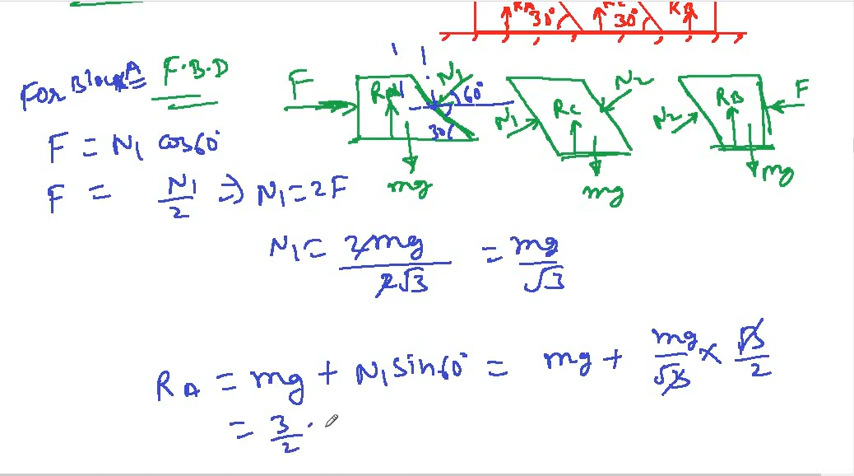 RA 30° RC 30° RB
For Block A F.B.D
F RA N1 60° 30° mg
N1 RC N2 mg
N2 RB F mg
F = N1 cos60°
F = N1/2 ⇒ N1 = 2F
N1 = 2mg/2√3 = mg/√3
RA = mg + N1 sin60° = mg + mg/√3 × √3/2
= 3/2 .